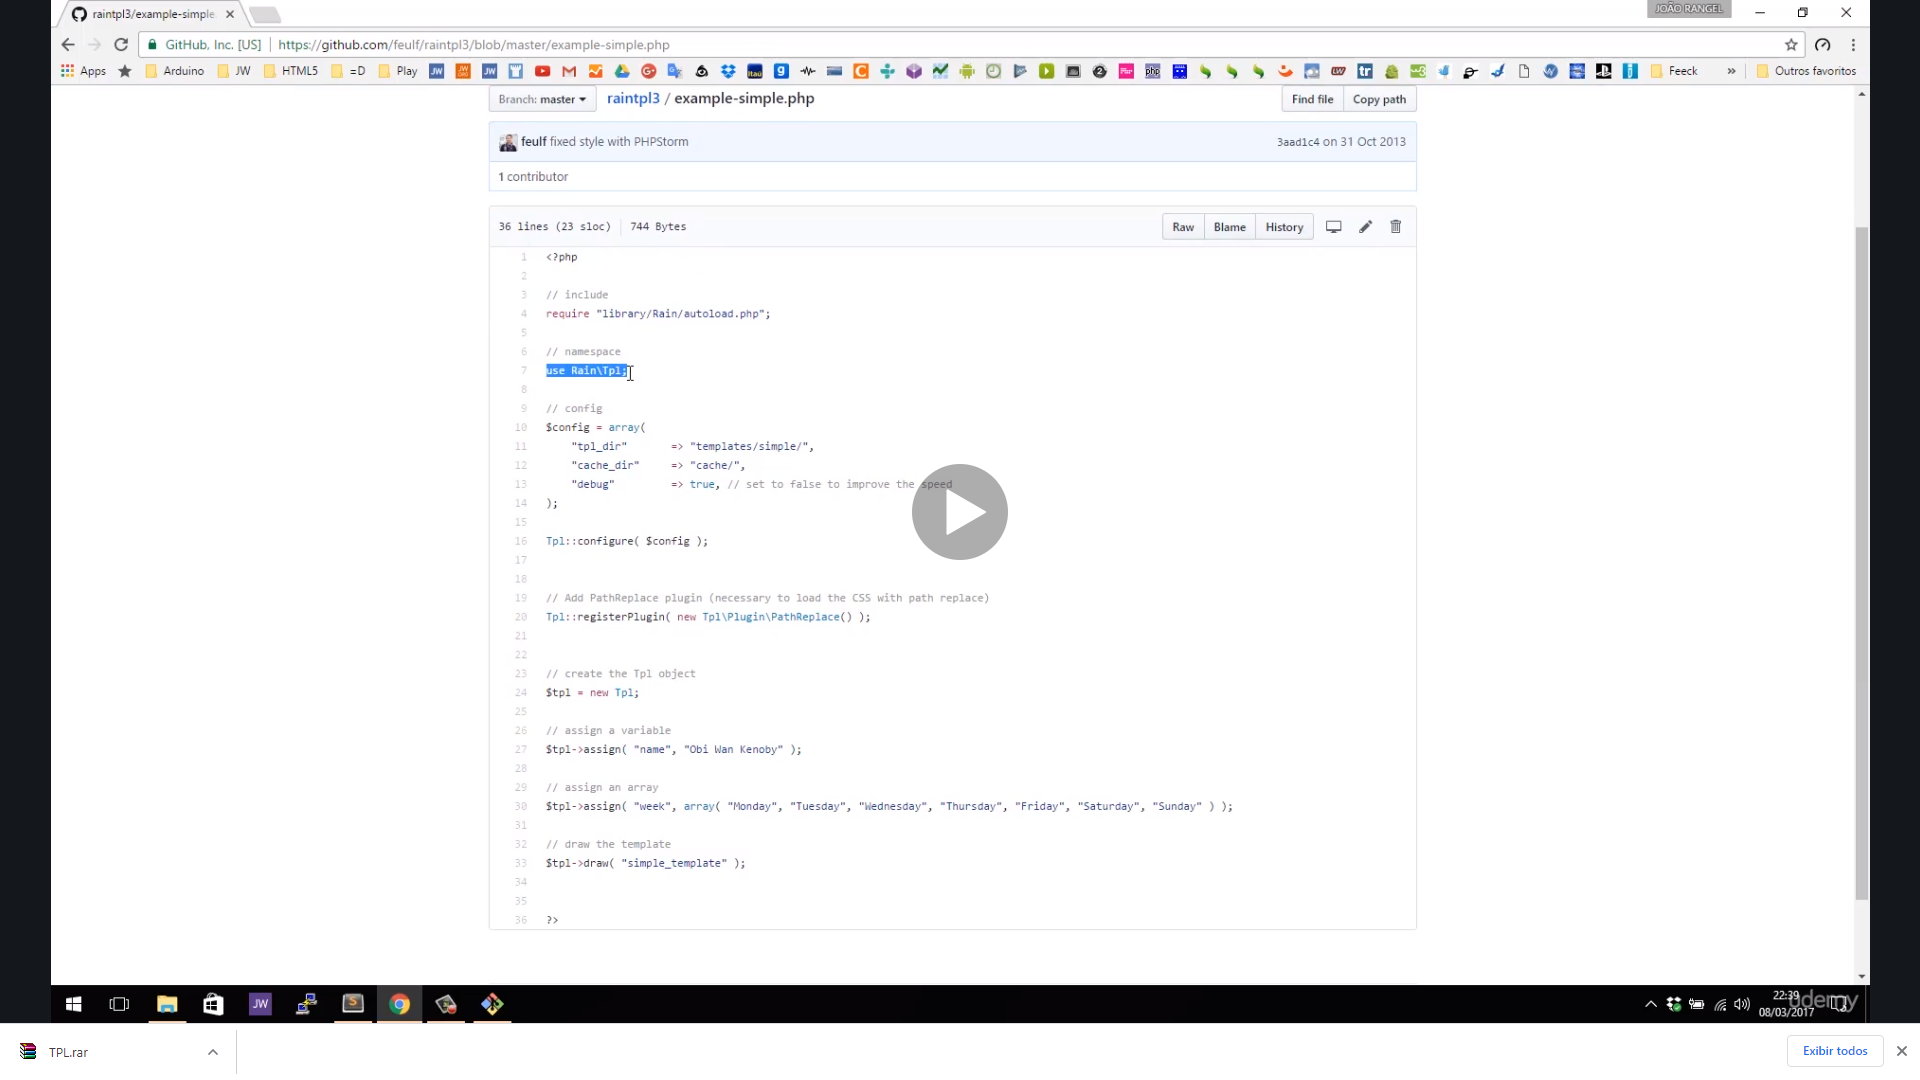 raintpl3/example-simple
JOÃO RANGEL
GitHub, Inc. [US] https://github.com/feulf/raintpl3/blob/master/example-simple.php
Apps Arduino JW HTML5 =D Play Feeck » Outros favoritos
Branch: master raintpl3 / example-simple.php Find file Copy path
feulf fixed style with PHPStorm 3aad1c4 on 31 Oct 2013
1 contributor
36 lines (23 sloc) 744 Bytes Raw Blame History
1 <?php
2
3 // include
4 require "library/Rain/autoload.php";
5
6 // namespace
7 use Rain\Tpl;
8
9 // config
10 $config = array(
11 "tpl_dir" => "templates/simple/",
12 "cache_dir" => "cache/",
13 "debug" => true, // set to false to improve the speed
14 );
15
16 Tpl::configure( $config );
17
18
19 // Add PathReplace plugin (necessary to load the CSS with path replace)
20 Tpl::registerPlugin( new Tpl\Plugin\PathReplace() );
21
22
23 // create the Tpl object
24 $tpl = new Tpl;
25
26 // assign a variable
27 $tpl->assign( "name", "Obi Wan Kenoby" );
28
29 // assign an array
30 $tpl->assign( "week", array( "Monday", "Tuesday", "Wednesday", "Thursday", "Friday", "Saturday", "Sunday" ) );
31
32 // draw the template
33 $tpl->draw( "simple_template" );
34
35
36 ?>
JW
22:39
08/03/2017
udemy
TPL.rar Exibir todos